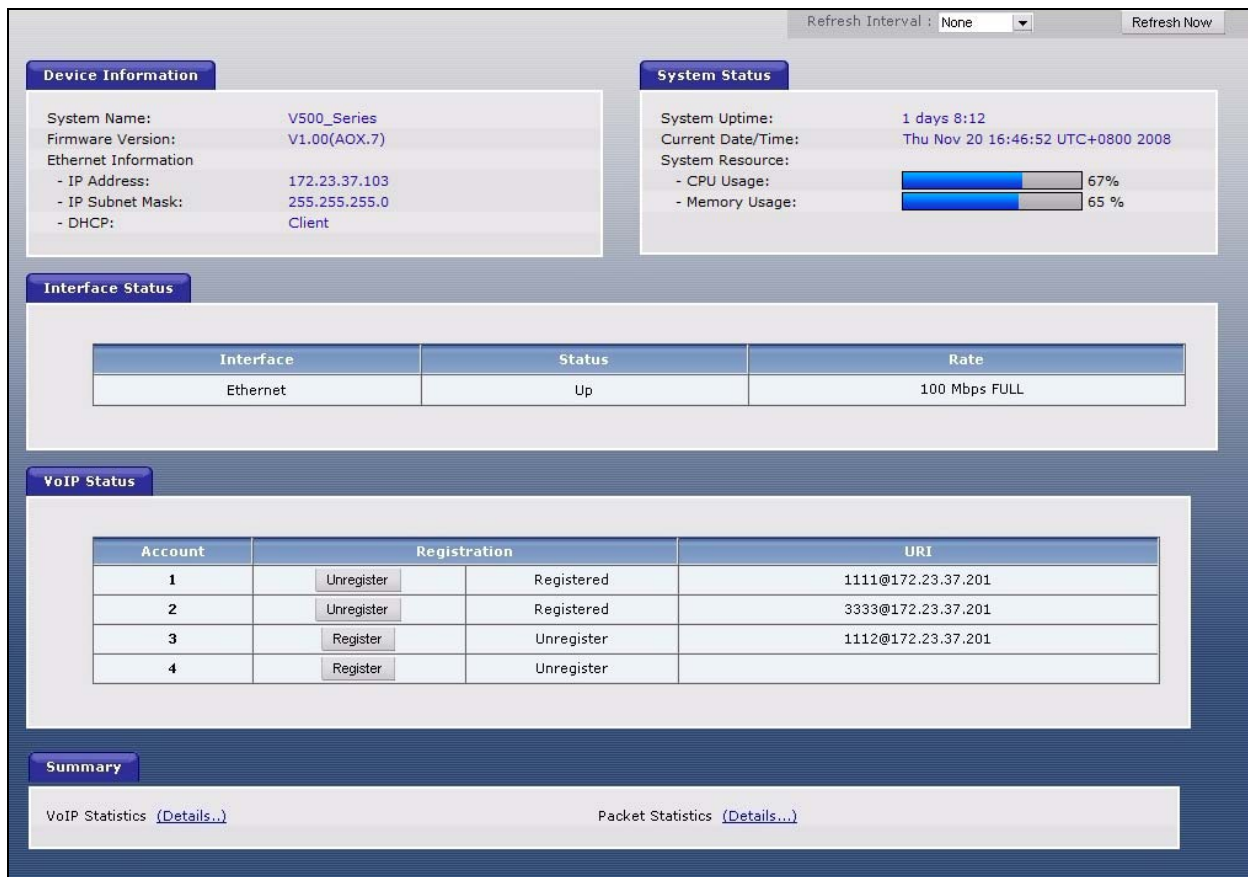 Refresh Interval : None Refresh Now
Device Information
System Name: V500_Series
Firmware Version: V1.00(AOX.7)
Ethernet Information
- IP Address: 172.23.37.103
- IP Subnet Mask: 255.255.255.0
- DHCP: Client
System Status
System Uptime: 1 days 8:12
Current Date/Time: Thu Nov 20 16:46:52 UTC+0800 2008
System Resource:
- CPU Usage: 67%
- Memory Usage: 65 %
Interface Status
Interface Status Rate
Ethernet Up 100 Mbps FULL
VoIP Status
Account Registration URI
1 Unregister Registered 1111@172.23.37.201
2 Unregister Registered 3333@172.23.37.201
3 Register Unregister 1112@172.23.37.201
4 Register Unregister
Summary
VoIP Statistics (Details..) Packet Statistics (Details...)